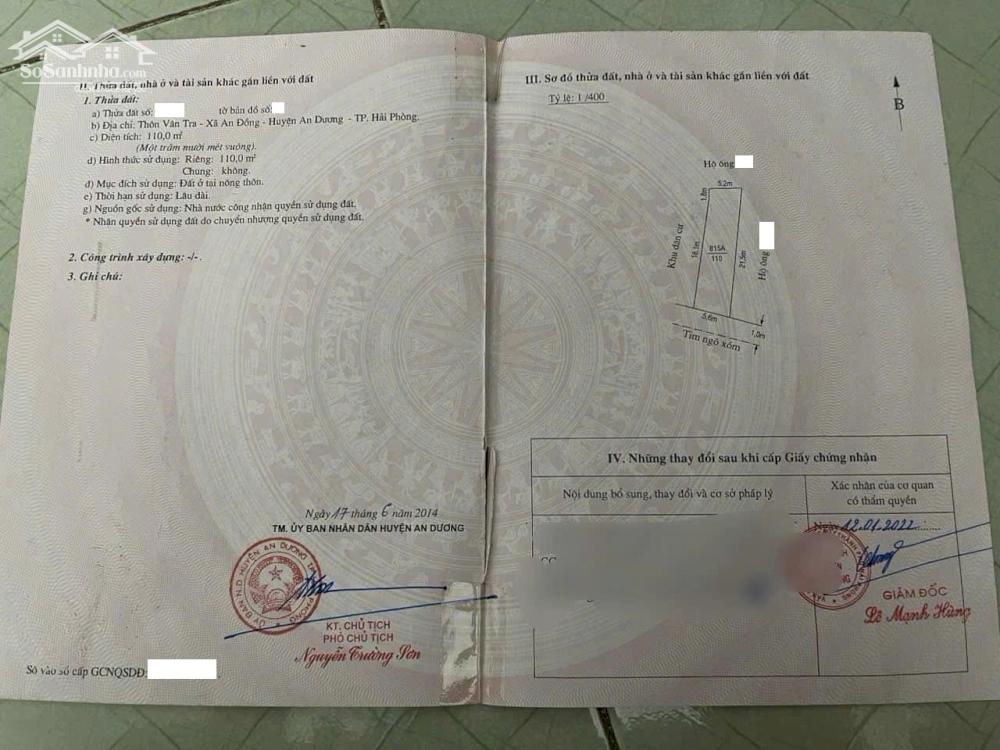 SoSanhnha.com
II. Thửa đất, nhà ở và tài sản khác gắn liền với đất
1. Thửa đất:
a) Thửa đất số: tờ bản đồ số:
b) Địa chỉ: Thôn Vân Tra - Xã An Đồng - Huyện An Dương - TP. Hải Phòng.
c) Diện tích: 110,0 m²
(Một trăm mười mét vuông).
d) Hình thức sử dụng: Riêng: 110,0 m²
Chung: không.
đ) Mục đích sử dụng: Đất ở tại nông thôn.
e) Thời hạn sử dụng: Lâu dài.
g) Nguồn gốc sử dụng: Nhà nước công nhận quyền sử dụng đất.
* Nhận quyền sử dụng đất do chuyển nhượng quyền sử dụng đất.
2. Công trình xây dựng: -/- .
3. Ghi chú:
Ngày 17 tháng 6 năm 2014
TM. ỦY BAN NHÂN DÂN HUYỆN AN DƯƠNG
ỦY BAN N.D HUYỆN AN DƯƠNG
KT. CHỦ TỊCH
PHÓ CHỦ TỊCH
Nguyễn Trường Sơn
Số vào sổ cấp GCNQSDĐ:
III. Sơ đồ thửa đất, nhà ở và tài sản khác gắn liền với đất
Tỷ lệ: 1 /400
B
Hộ ông
5,2m
1,8m
Khu dân cư
18,1m
815A
110
21,5m
Hộ ông
5,6m
1,0m
Tim ngõ xóm
IV. Những thay đổi sau khi cấp Giấy chứng nhận
Nội dung bổ sung, thay đổi và cơ sở pháp lý
Xác nhận của cơ quan
có thẩm quyền
Ngày 12.01.2022
GIÁM ĐỐC
Lê Mạnh Hùng